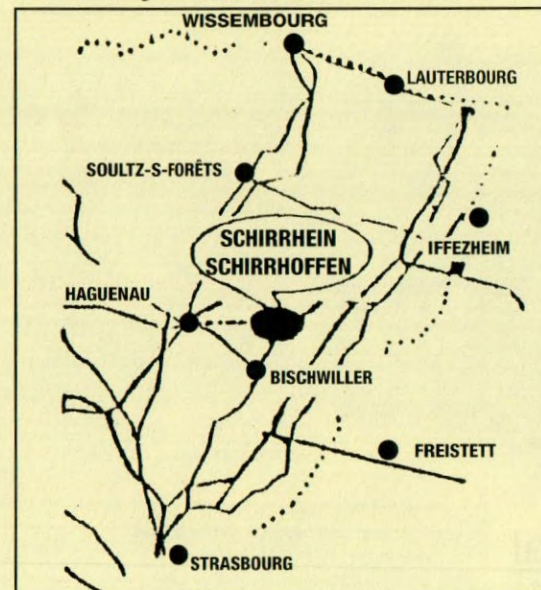 WISSEMBOURG
LAUTERBOURG
SOULTZ-S-FORÊTS
SCHIRRHEIN
SCHIRRHOFFEN
IFFEZHEIM
HAGUENAU
BISCHWILLER
FREISTETT
STRASBOURG